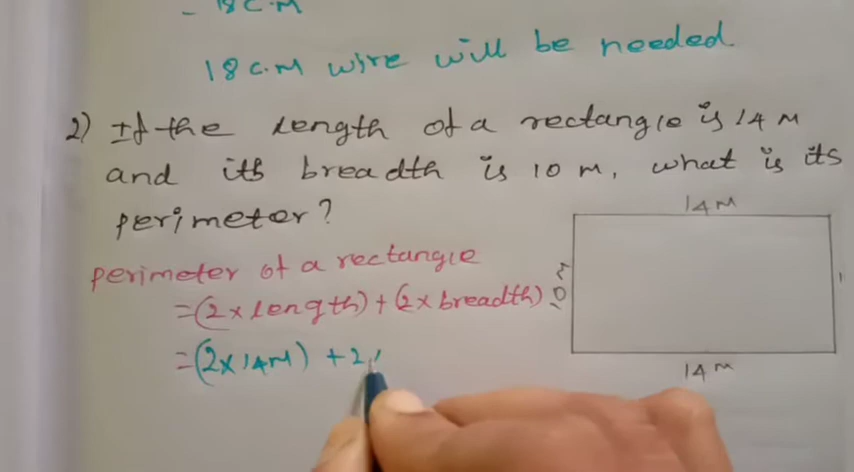 = 18 C.M
18 C.M wire will be needed
2) If the length of a rectangle is 14 M
and its breadth is 10 m, what is its
perimeter?
14 M
perimeter of a rectangle
= (2 x length) + (2 x breadth)
10 m
= (2 x 14 M) + 2
14 m